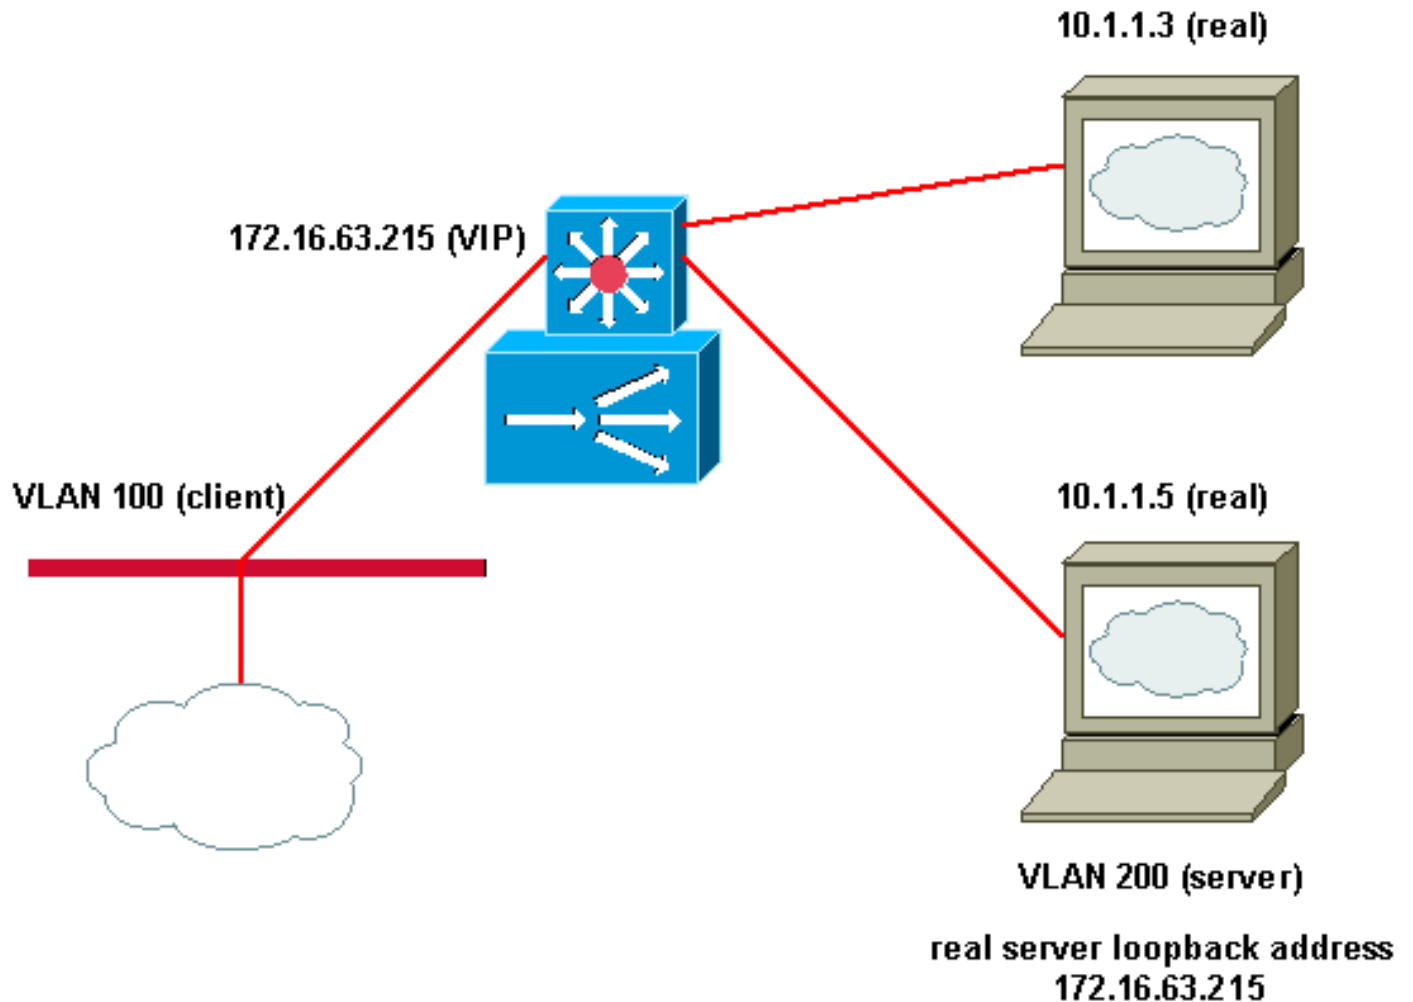 10.1.1.3 (real)
172.16.63.215 (VIP)
VLAN 100 (client)
10.1.1.5 (real)
VLAN 200 (server)
real server loopback address
172.16.63.215